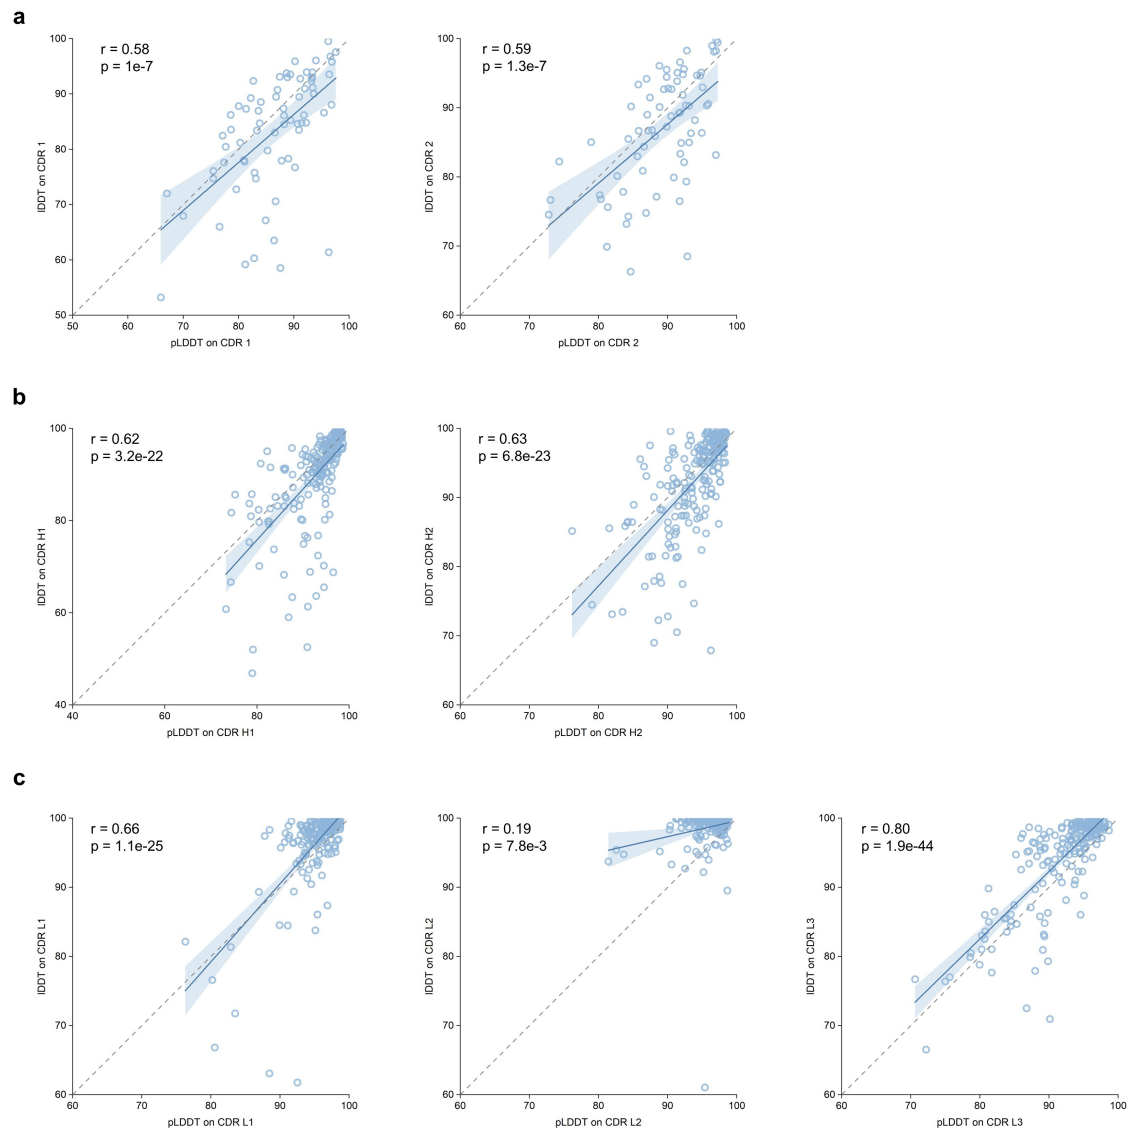 a
r = 0.58
p = 1e-7
100
90
80
70
60
50
lDDT on CDR 1
50
60
70
80
90
100
pLDDT on CDR 1
r = 0.59
p = 1.3e-7
100
90
80
70
60
lDDT on CDR 2
60
70
80
90
100
pLDDT on CDR 2
b
r = 0.62
p = 3.2e-22
100
80
60
40
lDDT on CDR H1
40
60
80
100
pLDDT on CDR H1
r = 0.63
p = 6.8e-23
100
90
80
70
60
lDDT on CDR H2
60
70
80
90
100
pLDDT on CDR H2
c
r = 0.66
p = 1.1e-25
100
90
80
70
60
lDDT on CDR L1
60
70
80
90
100
pLDDT on CDR L1
r = 0.19
p = 7.8e-3
100
90
80
70
60
lDDT on CDR L2
60
70
80
90
100
pLDDT on CDR L2
r = 0.80
p = 1.9e-44
100
90
80
70
60
lDDT on CDR L3
60
70
80
90
100
pLDDT on CDR L3